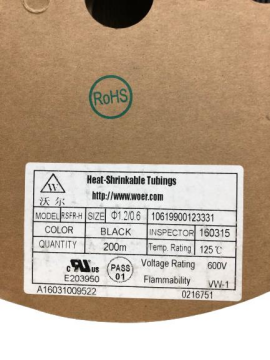 RoHS
Heat-Shrinkable Tubings
http://www.woer.com
沃尔
MODEL RSFR-H SIZE Φ1.2/0.6 10619900123331
COLOR BLACK INSPECTOR 160315
QUANTITY 200m Temp. Rating 125℃
c RU us PASS 01 Voltage Rating 600V
E203950 Flammability VW-1
A16031009522 0216751